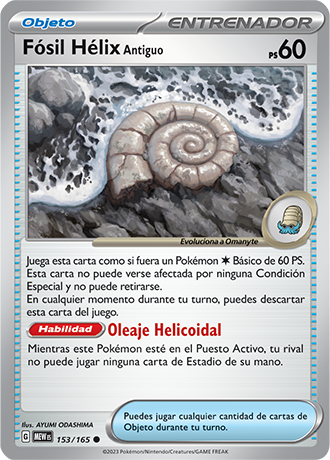 Objeto ENTRENADOR
Fósil Hélix Antiguo PS 60
Evoluciona a Omanyte
Juega esta carta como si fuera un Pokémon Básico de 60 PS.
Esta carta no puede verse afectada por ninguna Condición
Especial y no puede retirarse.
En cualquier momento durante tu turno, puedes descartar
esta carta del juego.
Habilidad Oleaje Helicoidal
Mientras este Pokémon esté en el Puesto Activo, tu rival
no puede jugar ninguna carta de Estadio de su mano.
Puedes jugar cualquier cantidad de cartas de
Objeto durante tu turno.
Ilus. AYUMI ODASHIMA
G MEW ES 153/165
©2023 Pokémon/Nintendo/Creatures/GAME FREAK